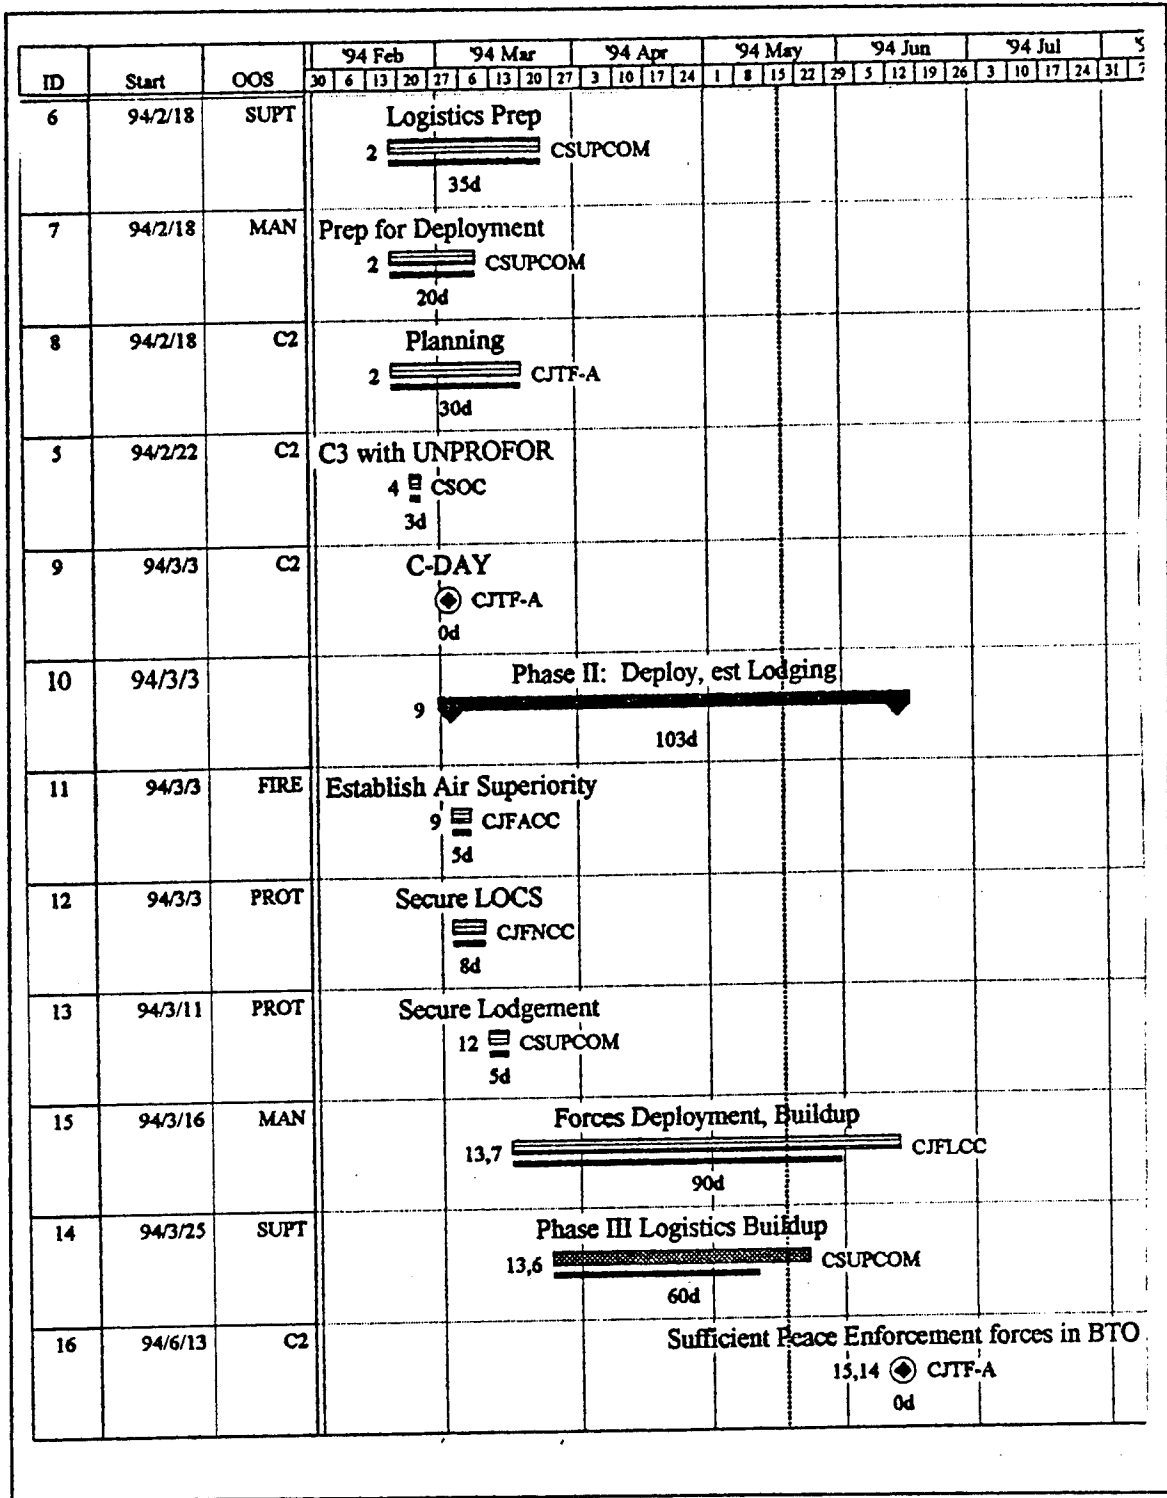 '94 Feb '94 Mar '94 Apr '94 May '94 Jun '94 Jul
ID Start OOS 30 6 13 20 27 6 13 20 27 3 10 17 24 1 8 15 22 29 5 12 19 26 3 10 17 24 31 7
6 94/2/18 SUPT Logistics Prep
2 CSUPCOM
35d
7 94/2/18 MAN Prep for Deployment
2 CSUPCOM
20d
8 94/2/18 C2 Planning
2 CJTF-A
30d
5 94/2/22 C2 C3 with UNPROFOR
4 CSOC
3d
9 94/3/3 C2 C-DAY
CJTF-A
0d
10 94/3/3 Phase II: Deploy, est Lodging
9
103d
11 94/3/3 FIRE Establish Air Superiority
9 CJFACC
5d
12 94/3/3 PROT Secure LOCS
CJFNCC
8d
13 94/3/11 PROT Secure Lodgement
12 CSUPCOM
5d
15 94/3/16 MAN Forces Deployment, Buildup
13,7 CJFLCC
90d
14 94/3/25 SUPT Phase III Logistics Buildup
13,6 CSUPCOM
60d
16 94/6/13 C2 Sufficient Peace Enforcement forces in BTO
15,14 CJTF-A
0d